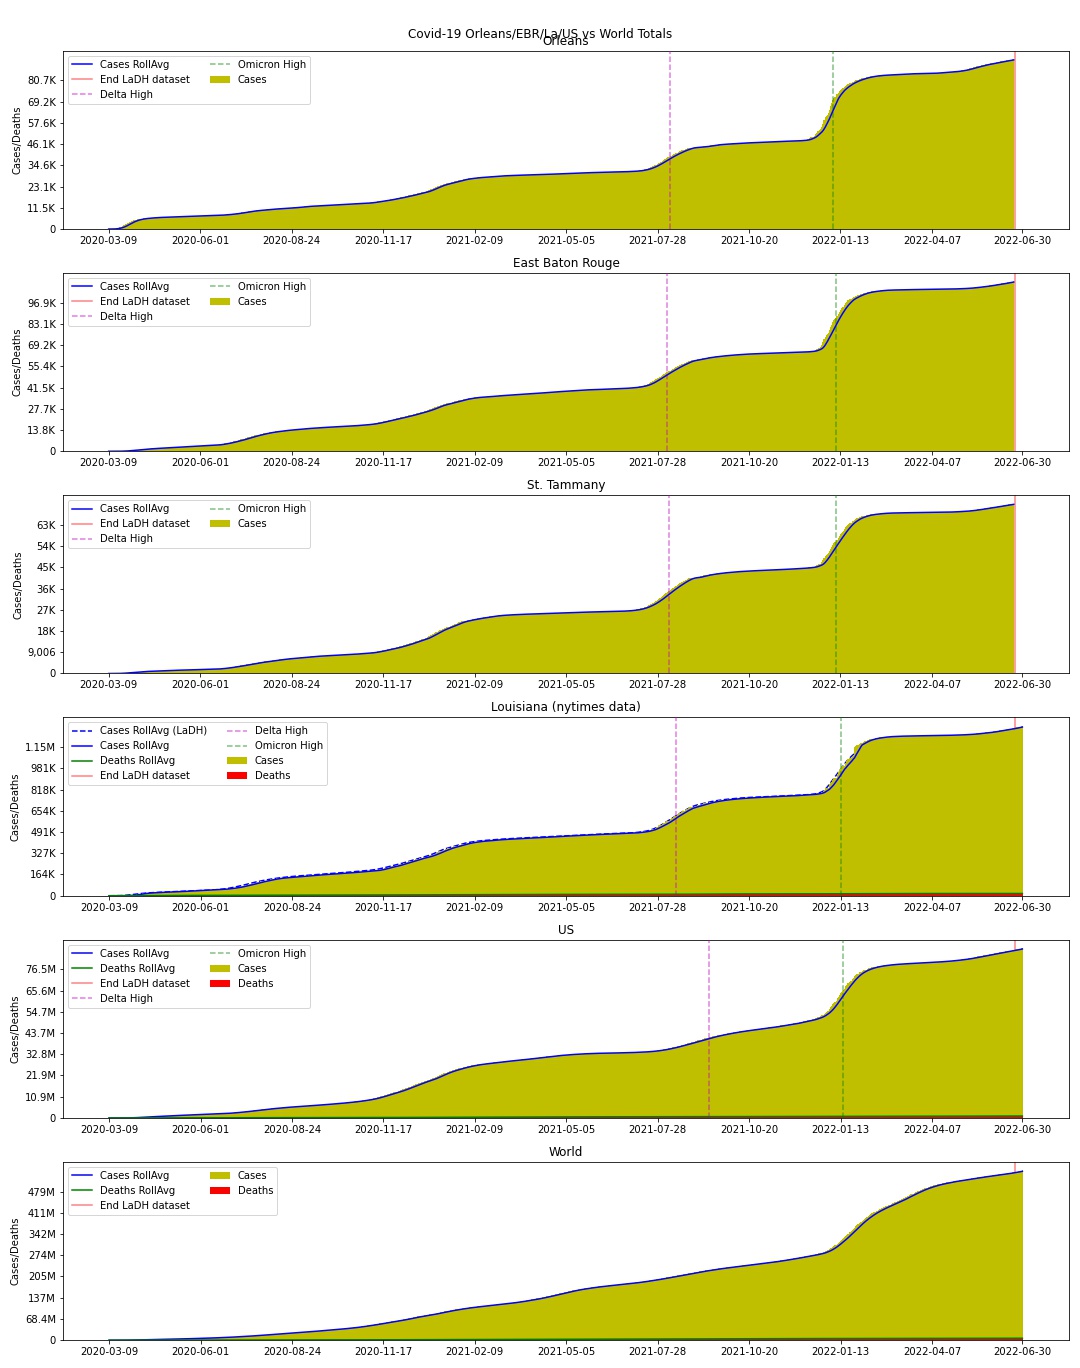 Covid-19 Orleans/EBR/La/US vs World Totals
Orleans
Cases RollAvg Omicron High
End LaDH dataset Cases
Delta High
Cases/Deaths
80.7K
69.2K
57.6K
46.1K
34.6K
23.1K
11.5K
0
2020-03-09 2020-06-01 2020-08-24 2020-11-17 2021-02-09 2021-05-05 2021-07-28 2021-10-20 2022-01-13 2022-04-07 2022-06-30
East Baton Rouge
Cases RollAvg Omicron High
End LaDH dataset Cases
Delta High
Cases/Deaths
96.9K
83.1K
69.2K
55.4K
41.5K
27.7K
13.8K
0
2020-03-09 2020-06-01 2020-08-24 2020-11-17 2021-02-09 2021-05-05 2021-07-28 2021-10-20 2022-01-13 2022-04-07 2022-06-30
St. Tammany
Cases RollAvg Omicron High
End LaDH dataset Cases
Delta High
Cases/Deaths
63K
54K
45K
36K
27K
18K
9,006
0
2020-03-09 2020-06-01 2020-08-24 2020-11-17 2021-02-09 2021-05-05 2021-07-28 2021-10-20 2022-01-13 2022-04-07 2022-06-30
Louisiana (nytimes data)
Cases RollAvg (LaDH) Delta High
Cases RollAvg Omicron High
Deaths RollAvg Cases
End LaDH dataset Deaths
Cases/Deaths
1.15M
981K
818K
654K
491K
327K
164K
0
2020-03-09 2020-06-01 2020-08-24 2020-11-17 2021-02-09 2021-05-05 2021-07-28 2021-10-20 2022-01-13 2022-04-07 2022-06-30
US
Cases RollAvg Omicron High
Deaths RollAvg Cases
End LaDH dataset Deaths
Delta High
Cases/Deaths
76.5M
65.6M
54.7M
43.7M
32.8M
21.9M
10.9M
0
2020-03-09 2020-06-01 2020-08-24 2020-11-17 2021-02-09 2021-05-05 2021-07-28 2021-10-20 2022-01-13 2022-04-07 2022-06-30
World
Cases RollAvg Cases
Deaths RollAvg Deaths
End LaDH dataset
Cases/Deaths
479M
411M
342M
274M
205M
137M
68.4M
0
2020-03-09 2020-06-01 2020-08-24 2020-11-17 2021-02-09 2021-05-05 2021-07-28 2021-10-20 2022-01-13 2022-04-07 2022-06-30